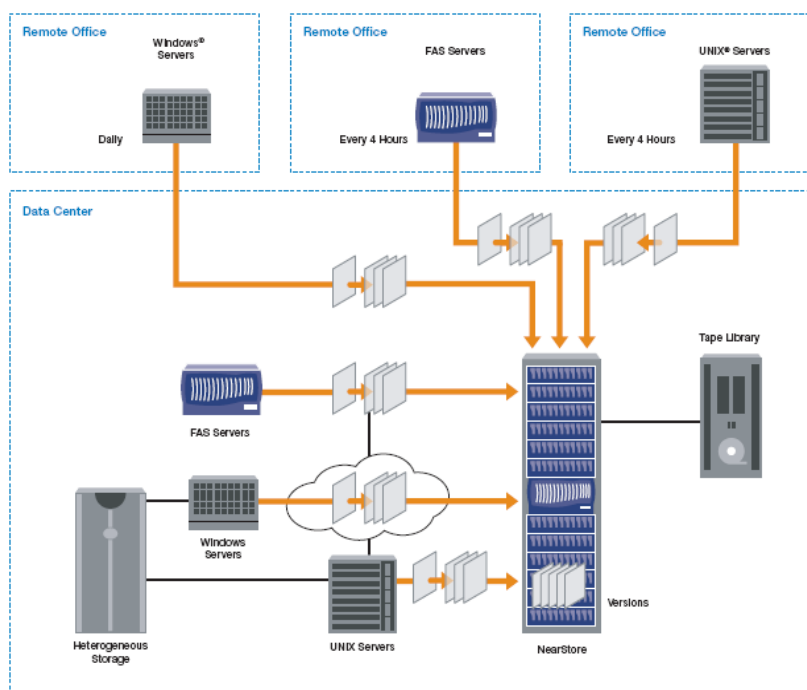 Remote Office
Windows®
Servers
Daily
Remote Office
FAS Servers
Every 4 Hours
Remote Office
UNIX® Servers
Every 4 Hours
Data Center
Tape Library
FAS Servers
Windows
Servers
Versions
Heterogeneous
Storage
UNIX Servers
NearStore